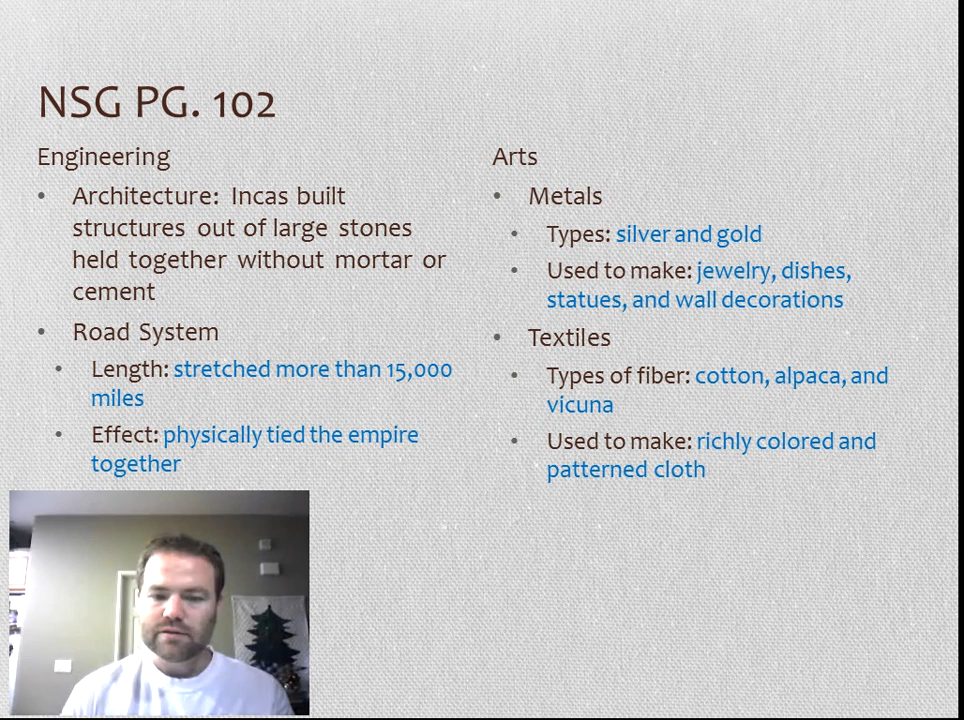 NSG PG. 102
Engineering
• Architecture: Incas built
structures out of large stones
held together without mortar or
cement
• Road System
• Length: stretched more than 15,000
miles
• Effect: physically tied the empire
together
Arts
• Metals
• Types: silver and gold
• Used to make: jewelry, dishes,
statues, and wall decorations
• Textiles
• Types of fiber: cotton, alpaca, and
vicuna
• Used to make: richly colored and
patterned cloth